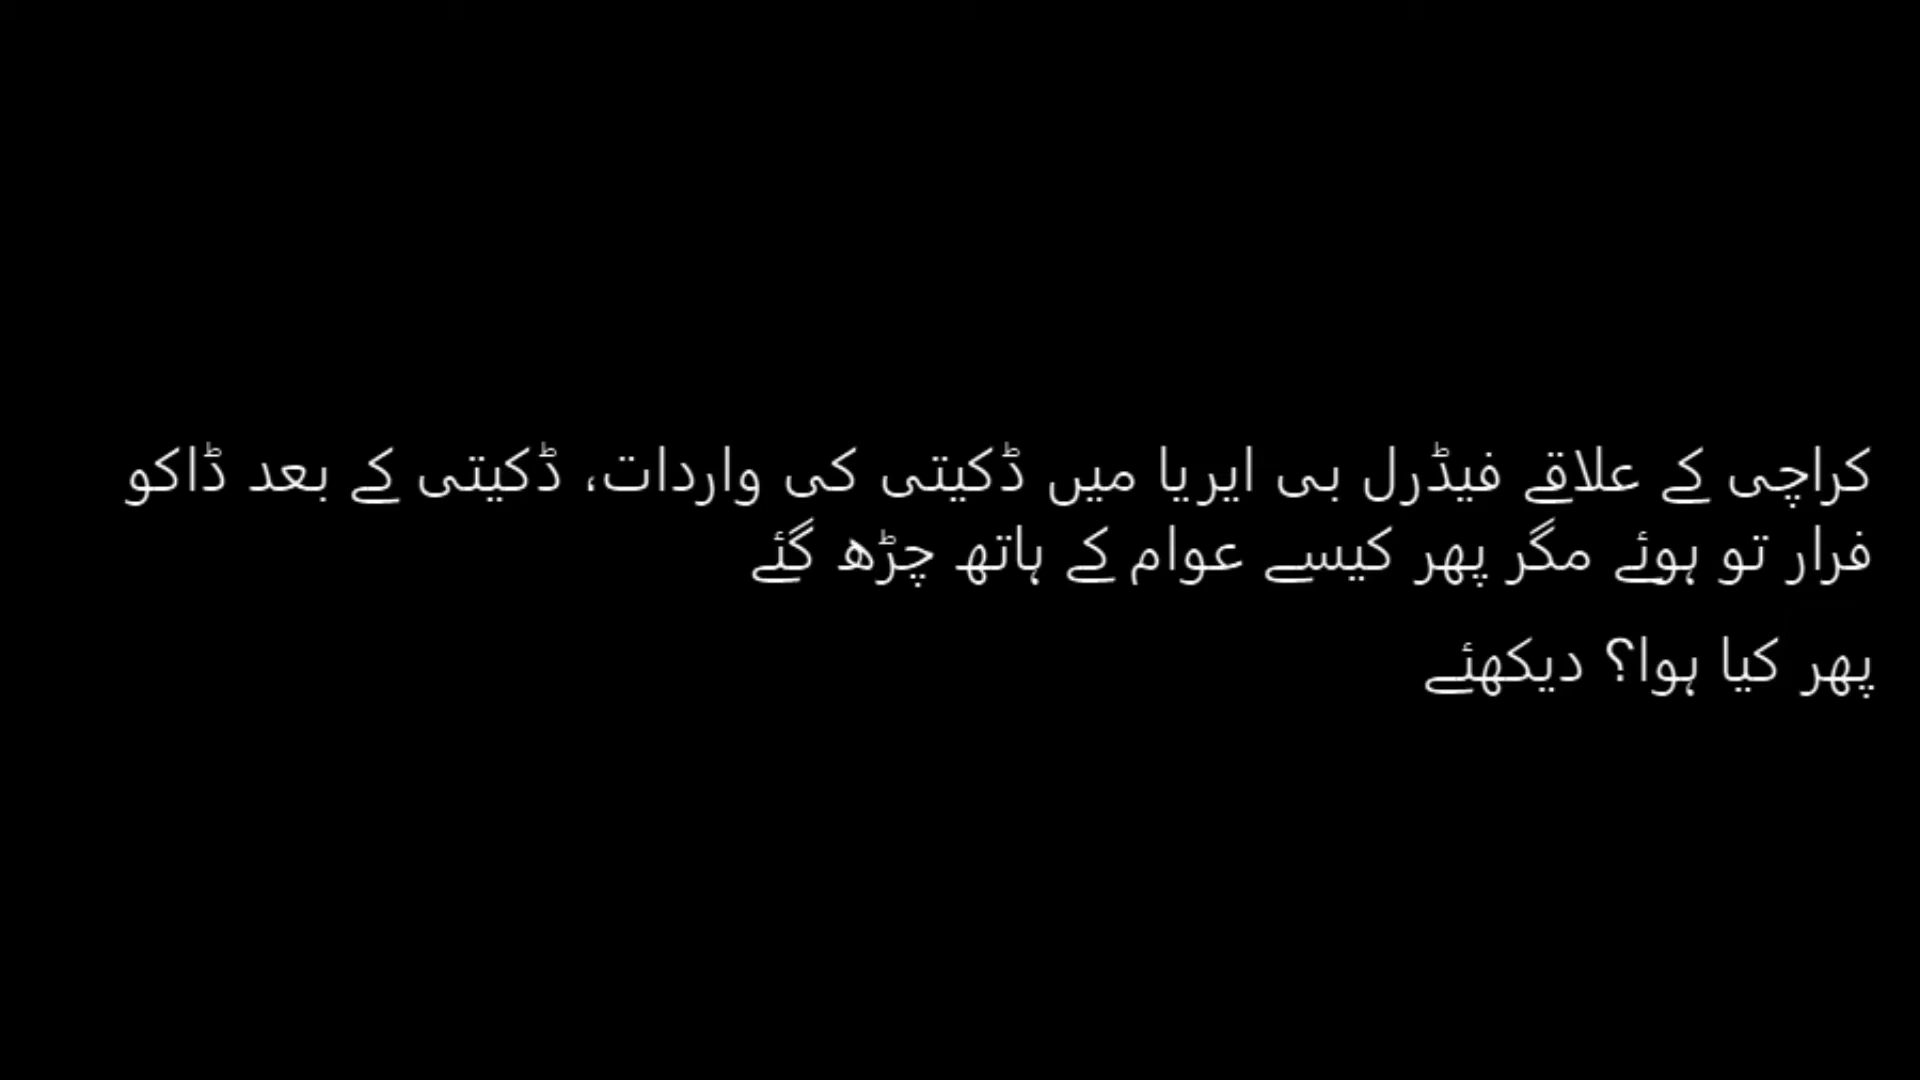 کراچی کے علاقے فیڈرل بی ایریا میں ڈکیتی کی واردات، ڈکیتی کے بعد ڈاکو
فرار تو ہوئے مگر پھر کیسے عوام کے ہاتھ چڑھ گئے
پھر کیا ہوا؟ دیکھئے